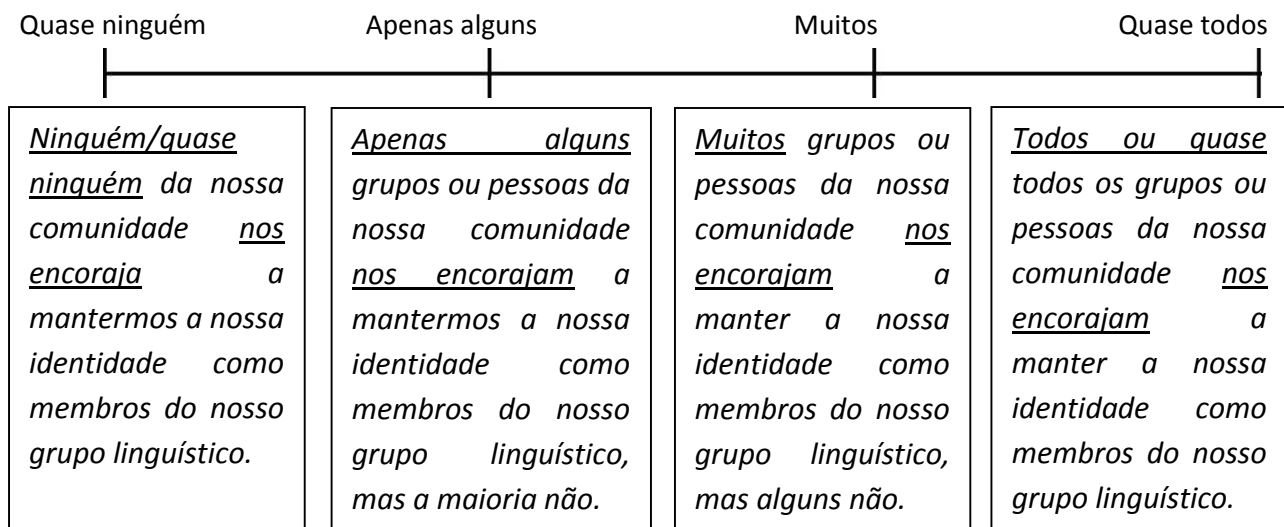 Quase ninguém Apenas alguns Muitos Quase todos
Ninguém/quase
ninguém da nossa
comunidade nos
encoraja a
mantermos a nossa
identidade como
membros do nosso
grupo linguístico.
Apenas alguns
grupos ou pessoas da
nossa comunidade
nos encorajam a
mantermos a nossa
identidade como
membros do nosso
grupo linguístico,
mas a maioria não.
Muitos grupos ou
pessoas da nossa
comunidade nos
encorajam a
manter a nossa
identidade como
membros do nosso
grupo linguístico,
mas alguns não.
Todos ou quase
todos os grupos ou
pessoas da nossa
comunidade nos
encorajam a
manter a nossa
identidade como
membros do nosso
grupo linguístico.